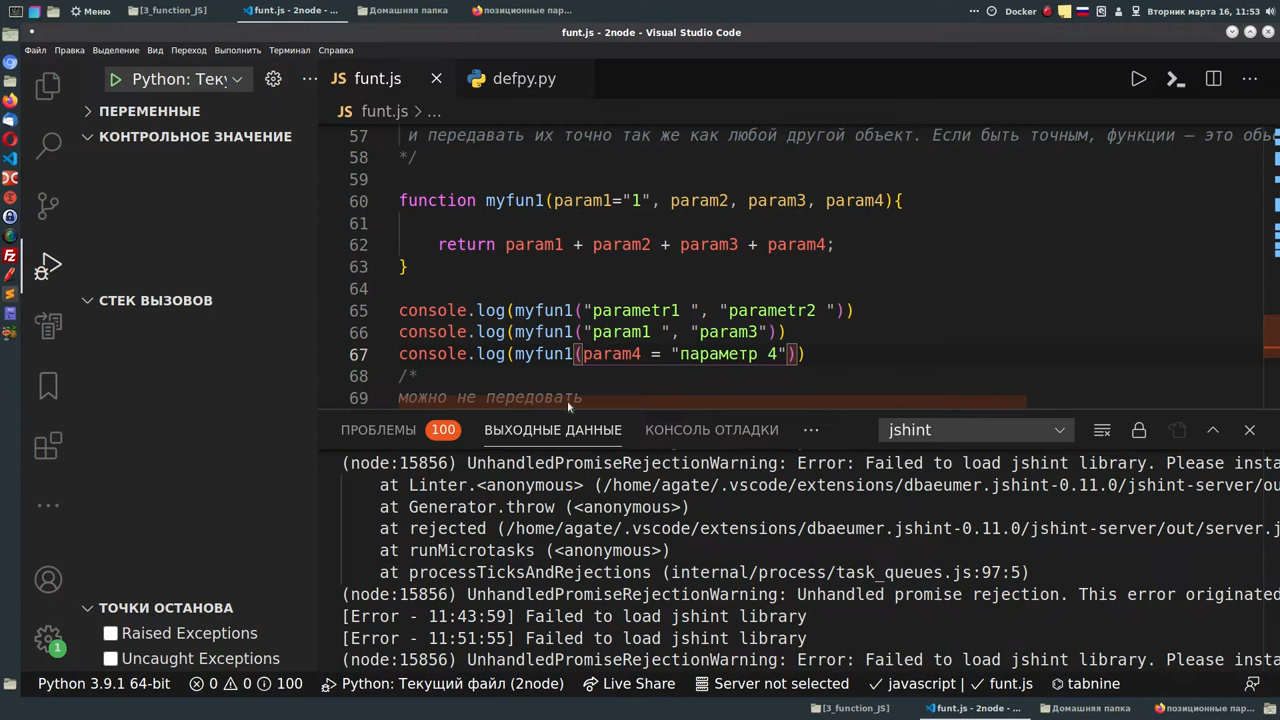 Меню
[3_function_JS]
funt.js - 2node - ...
Домашняя папка
позиционные пар...
Docker
Вторник марта 16, 11:53
funt.js - 2node - Visual Studio Code
Файл Правка Выделение Вид Переход Выполнить Терминал Справка
Python: Теку
JS funt.js
defpy.py
ПЕРЕМЕННЫЕ
КОНТРОЛЬНОЕ ЗНАЧЕНИЕ
СТЕК ВЫЗОВОВ
ТОЧКИ ОСТАНОВА
Raised Exceptions
Uncaught Exceptions
1
JS funt.js > ...
57 и передавать их точно так же как любой другой объект. Если быть точным, функции — это объе
58 */
59
60 function myfun1(param1="1", param2, param3, param4){
61
62 return param1 + param2 + param3 + param4;
63 }
64
65 console.log(myfun1("parametr1 ", "parametr2 "))
66 console.log(myfun1("param1 ", "param3"))
67 console.log(myfun1(param4 = "параметр 4"))
68 /*
69 можно не передовать
ПРОБЛЕМЫ 100 ВЫХОДНЫЕ ДАННЫЕ КОНСОЛЬ ОТЛАДКИ ... jshint
(node:15856) UnhandledPromiseRejectionWarning: Error: Failed to load jshint library. Please insta
at Linter.<anonymous> (/home/agate/.vscode/extensions/dbaeumer.jshint-0.11.0/jshint-server/ou
at Generator.throw (<anonymous>)
at rejected (/home/agate/.vscode/extensions/dbaeumer.jshint-0.11.0/jshint-server/out/server.j
at runMicrotasks (<anonymous>)
at processTicksAndRejections (internal/process/task_queues.js:97:5)
(node:15856) UnhandledPromiseRejectionWarning: Unhandled promise rejection. This error originated
[Error - 11:43:59] Failed to load jshint library
[Error - 11:51:55] Failed to load jshint library
(node:15856) UnhandledPromiseRejectionWarning: Error: Failed to load jshint library. Please insta
Python 3.9.1 64-bit 0 0 100 Python: Текущий файл (2node) Live Share Server not selected javascript | funt.js tabnine
[3_function_JS]
funt.js - 2node - ...
Домашняя папка
позиционные пар...